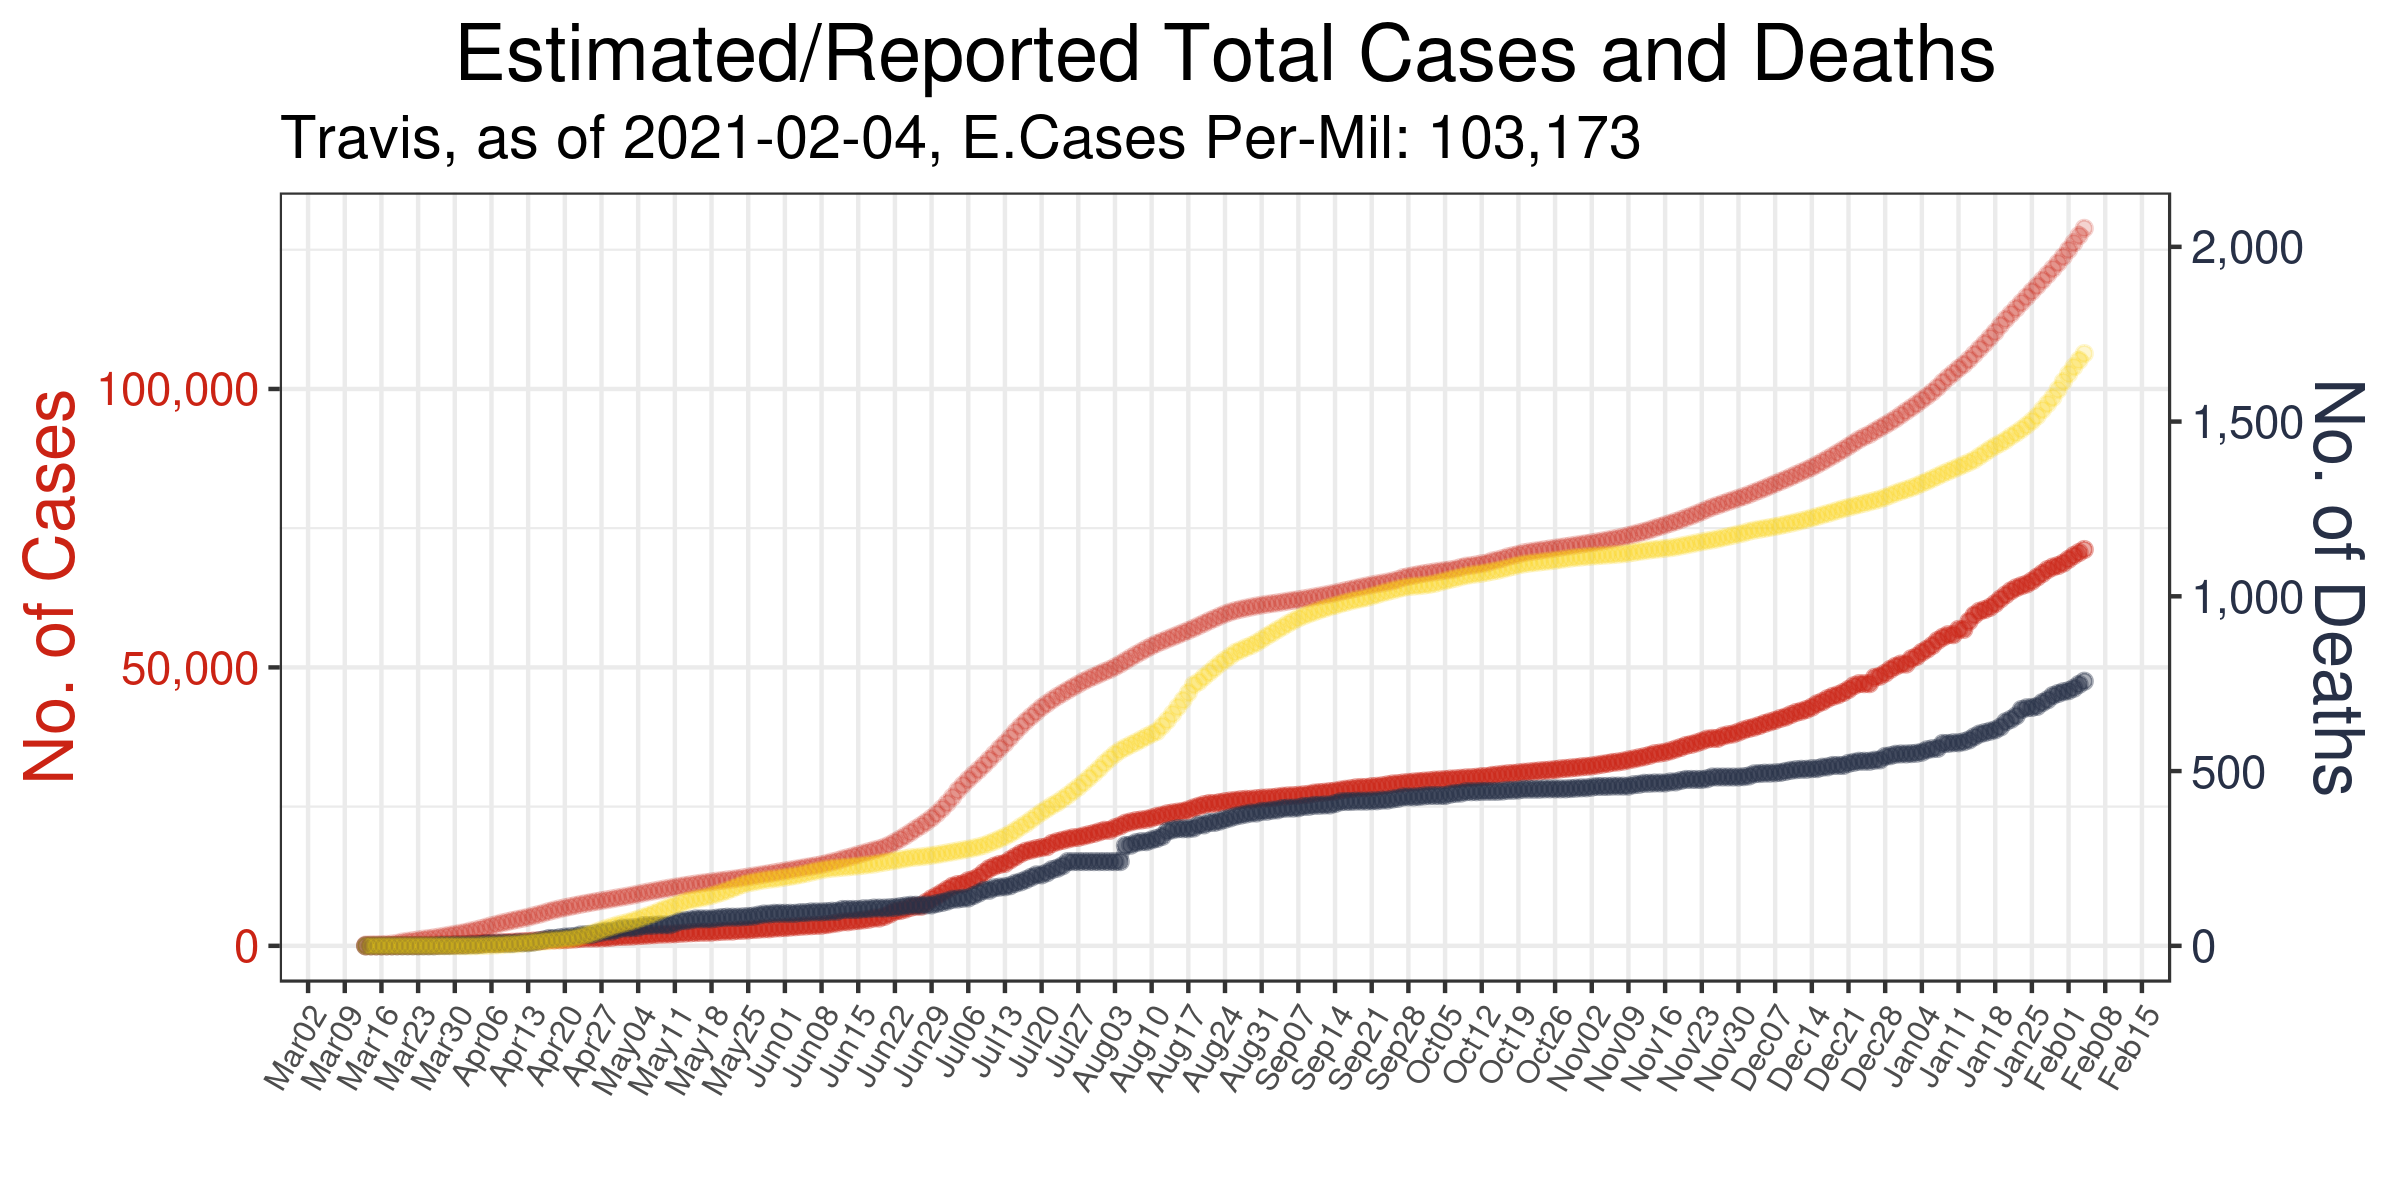 Estimated/Reported Total Cases and Deaths
Travis, as of 2021-02-04, E.Cases Per-Mil: 103,173
No. of Cases
100,000
50,000
0
2,000
1,500
1,000
500
0
No. of Deaths
Mar02
Mar09
Mar16
Mar23
Mar30
Apr06
Apr13
Apr20
Apr27
May04
May11
May18
May25
Jun01
Jun08
Jun15
Jun22
Jun29
Jul06
Jul13
Jul20
Jul27
Aug03
Aug10
Aug17
Aug24
Aug31
Sep07
Sep14
Sep21
Sep28
Oct05
Oct12
Oct19
Oct26
Nov02
Nov09
Nov16
Nov23
Nov30
Dec07
Dec14
Dec21
Dec28
Jan04
Jan11
Jan18
Jan25
Feb01
Feb08
Feb15